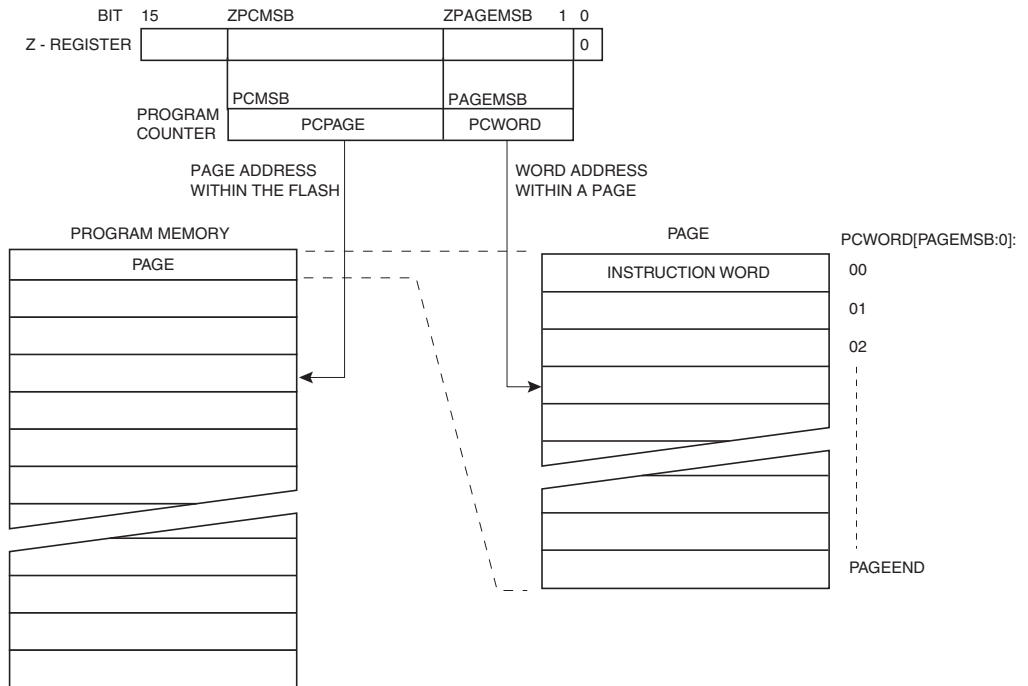 BIT 15 ZPCMSB ZPAGEMSB 1 0
Z - REGISTER 0
PCMSB PAGEMSB
PROGRAM
COUNTER
PCPAGE PCWORD
PAGE ADDRESS
WITHIN THE FLASH
WORD ADDRESS
WITHIN A PAGE
PROGRAM MEMORY
PAGE
PAGE
PCWORD[PAGEMSB:0]:
INSTRUCTION WORD
00
01
02
PAGEEND